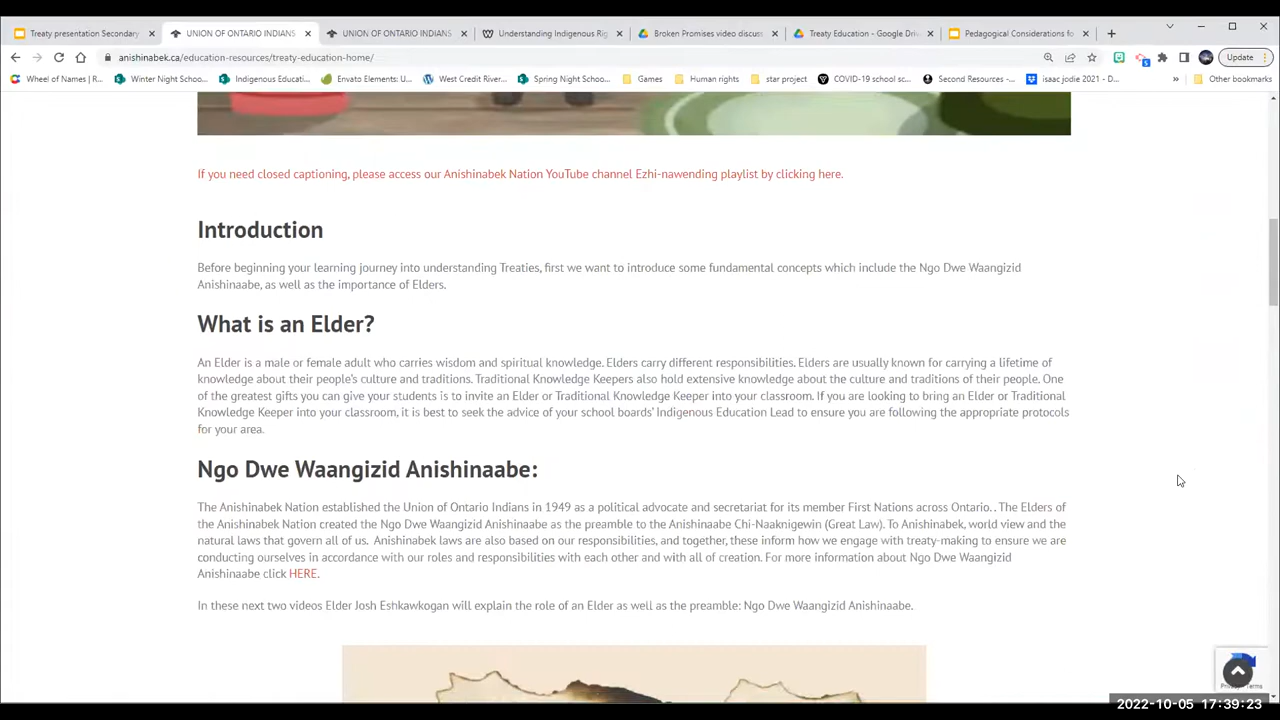 Treaty presentation Secondary
UNION OF ONTARIO INDIANS
UNION OF ONTARIO INDIANS
Understanding Indigenous Rig
Broken Promises video discuss
Treaty Education - Google Driv
Pedagogical Considerations fo
anishinabek.ca/education-resources/treaty-education-home/
Update
Wheel of Names | R...
Winter Night Schoo...
Indigenous Educati...
Envato Elements: U...
West Credit River...
Spring Night Schoo...
Games
Human rights
star project
COVID-19 school sc...
Second Resources -...
isaac jodie 2021 - D...
Other bookmarks
If you need closed captioning, please access our Anishinabek Nation YouTube channel Ezhi-nawending playlist by clicking here.
Introduction
Before beginning your learning journey into understanding Treaties, first we want to introduce some fundamental concepts which include the Ngo Dwe Waangizid
Anishinaabe, as well as the importance of Elders.
What is an Elder?
An Elder is a male or female adult who carries wisdom and spiritual knowledge. Elders carry different responsibilities. Elders are usually known for carrying a lifetime of
knowledge about their people's culture and traditions. Traditional Knowledge Keepers also hold extensive knowledge about the culture and traditions of their people. One
of the greatest gifts you can give your students is to invite an Elder or Traditional Knowledge Keeper into your classroom. If you are looking to bring an Elder or Traditional
Knowledge Keeper into your classroom, it is best to seek the advice of your school boards' Indigenous Education Lead to ensure you are following the appropriate protocols
for your area.
Ngo Dwe Waangizid Anishinaabe:
The Anishinabek Nation established the Union of Ontario Indians in 1949 as a political advocate and secretariat for its member First Nations across Ontario. . The Elders of
the Anishinabek Nation created the Ngo Dwe Waangizid Anishinaabe as the preamble to the Anishinaabe Chi-Naaknigewin (Great Law). To Anishinabek, world view and the
natural laws that govern all of us.  Anishinabek laws are also based on our responsibilities, and together, these inform how we engage with treaty-making to ensure we are
conducting ourselves in accordance with our roles and responsibilities with each other and with all of creation. For more information about Ngo Dwe Waangizid
Anishinaabe click HERE.
In these next two videos Elder Josh Eshkawkogan will explain the role of an Elder as well as the preamble: Ngo Dwe Waangizid Anishinaabe.
2022-10-05 17:39:23